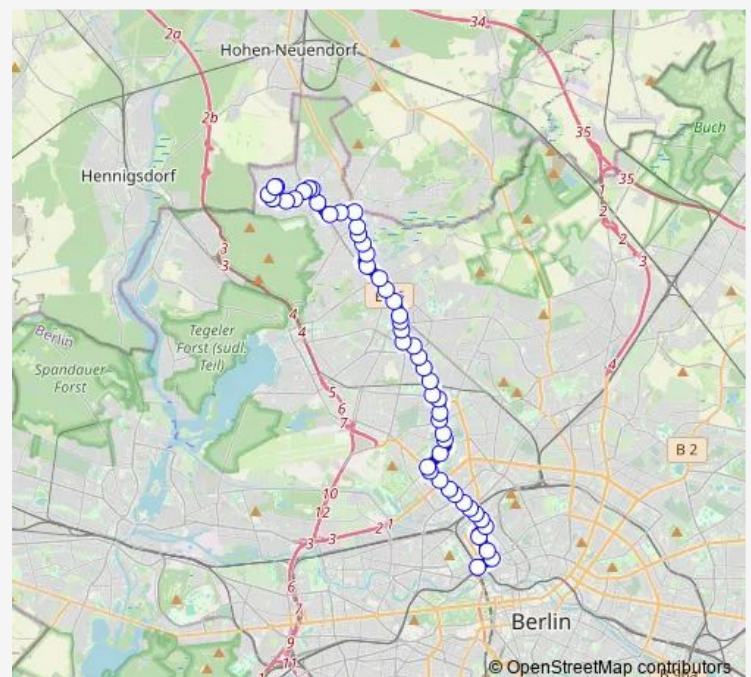 34
2a
Hohen Neuendorf
2b
35
Buch
Hennigsdorf
35
1
2
2
3
3
3
4
4
Berlin
Tegeler
Forst (südl.
Teil)
Spandauer
Forst
4
5
6
7
B 2
10
12
2 1
3
3
6
7
Berlin
9
11
1
© OpenStreetMap contributors